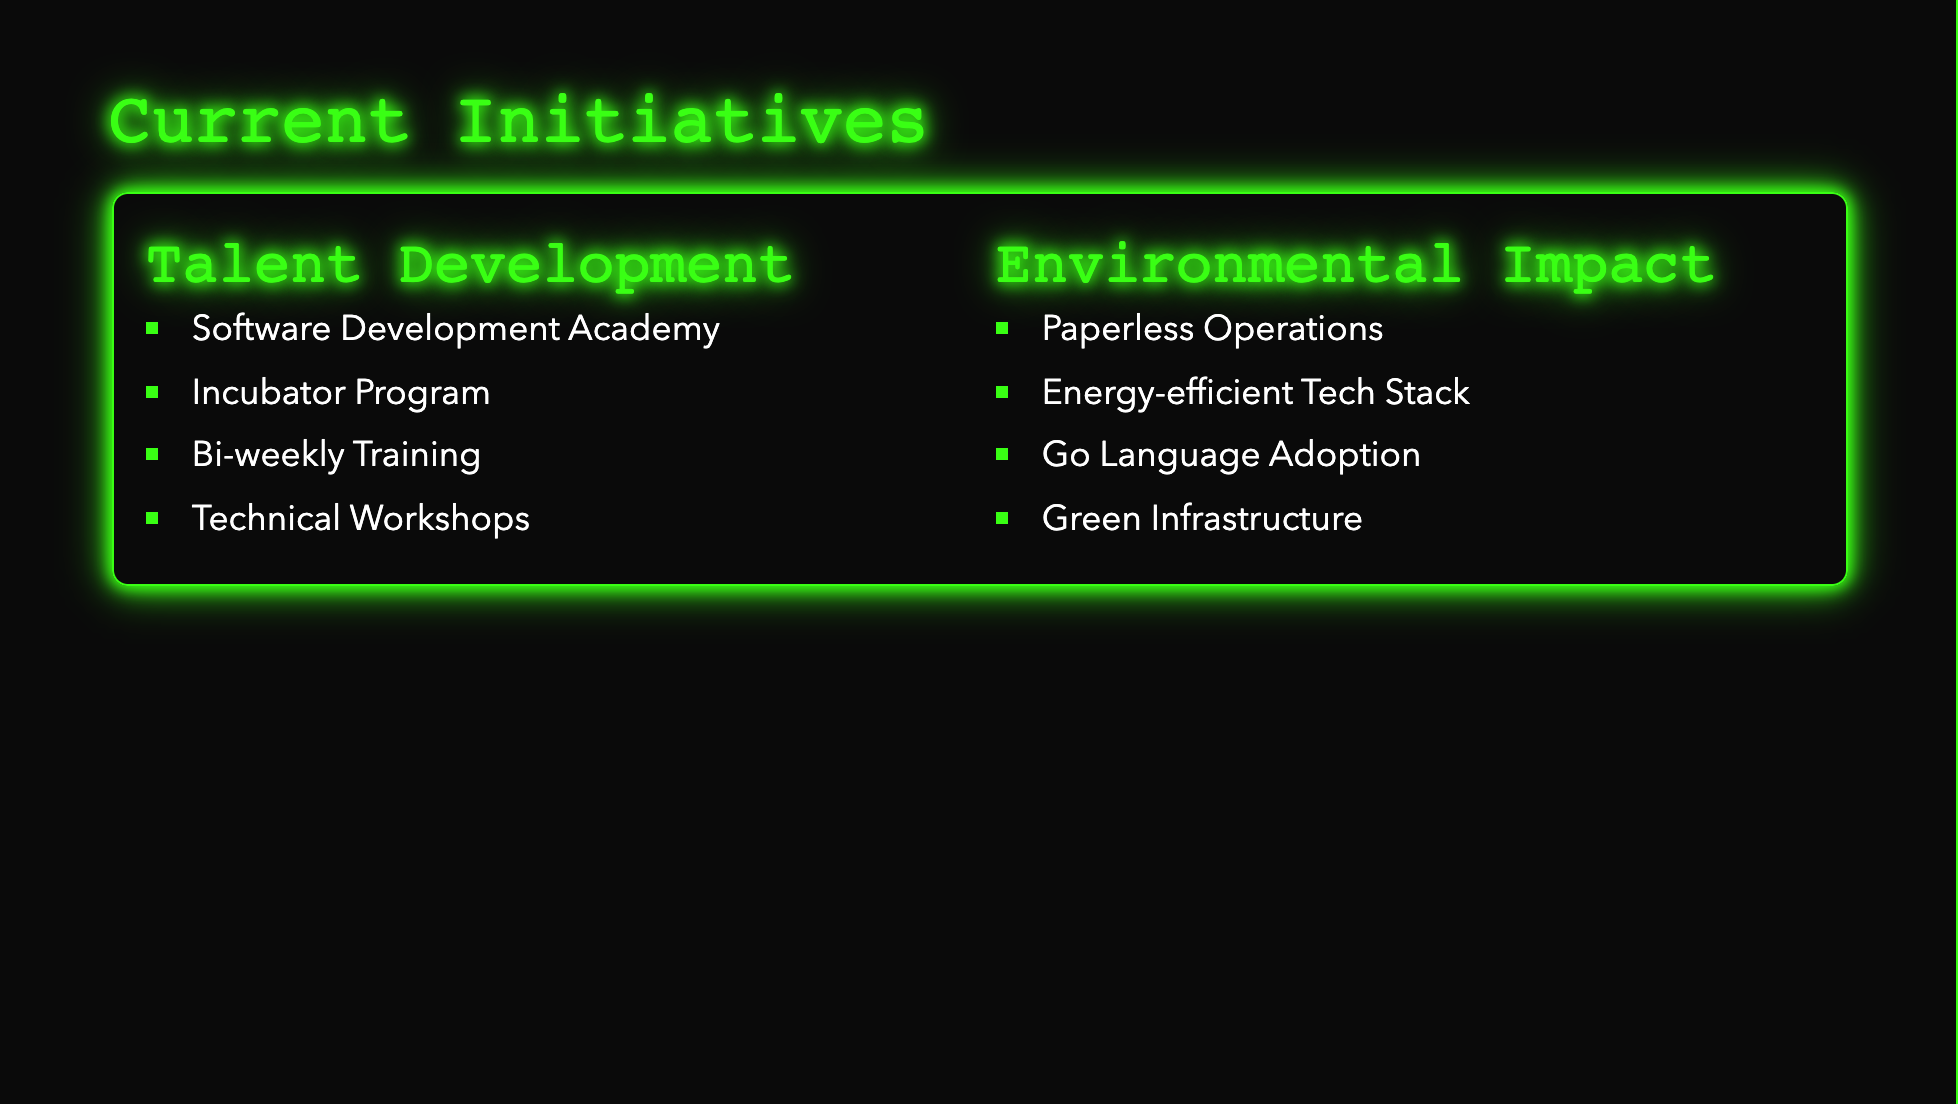 Current Initiatives
Talent Development
Software Development Academy
Incubator Program
Bi-weekly Training
Technical Workshops
Environmental Impact
Paperless Operations
Energy-efficient Tech Stack
Go Language Adoption
Green Infrastructure